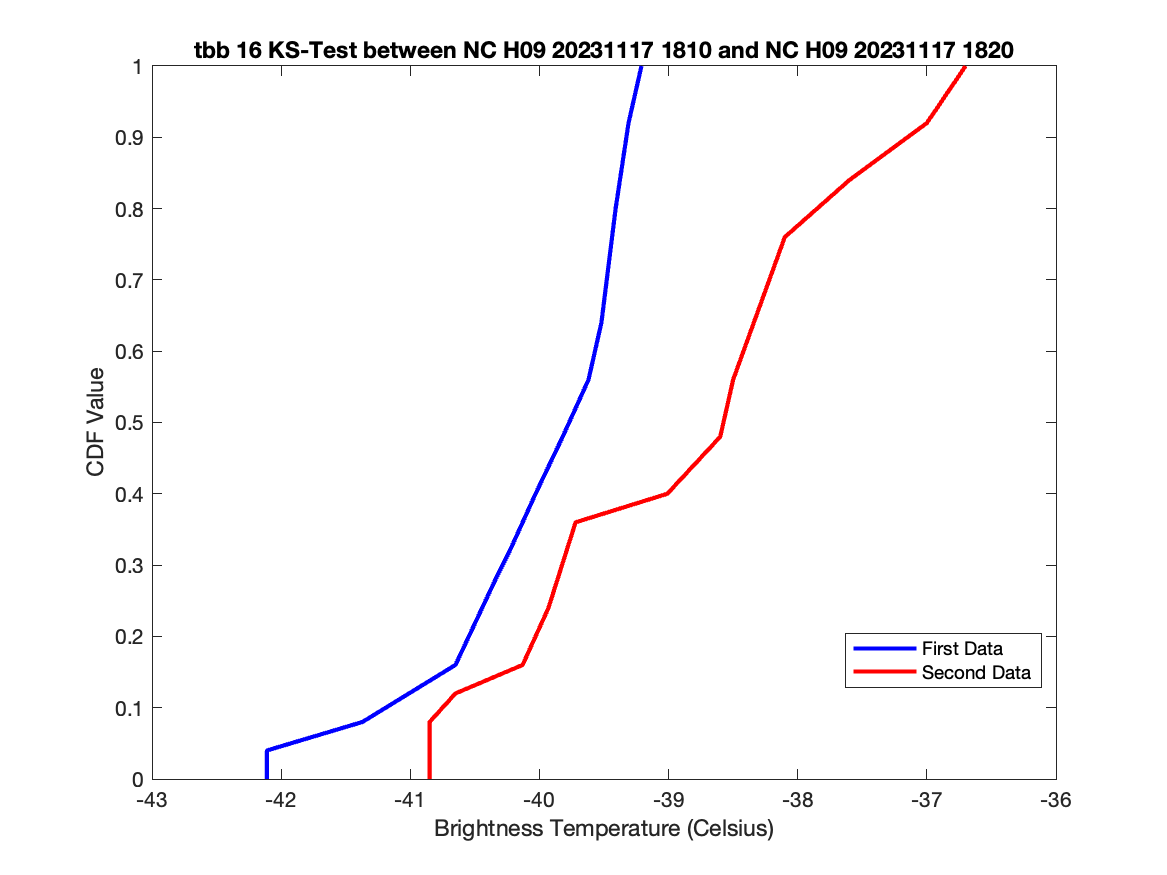 tbb 16 KS-Test between NC H09 20231117 1810 and NC H09 20231117 1820
1
0.9
0.8
0.7
0.6
0.5
0.4
0.3
0.2
0.1
0
CDF Value
First Data
Second Data
-43 -42 -41 -40 -39 -38 -37 -36
Brightness Temperature (Celsius)